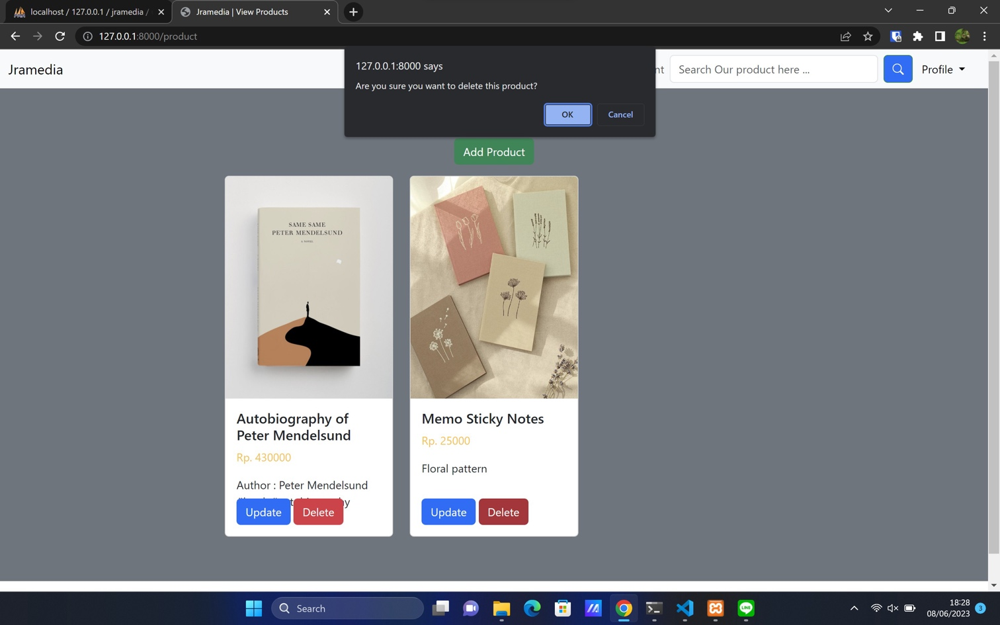 localhost / 127.0.0.1 / jramedia /
Jramedia | View Products
127.0.0.1:8000/product
Jramedia
127.0.0.1:8000 says
Are you sure you want to delete this product?
OK
Cancel
nt
Search Our product here ...
Profile
Add Product
SAME SAME
PETER MENDELSUND
A NOVEL
Autobiography of
Peter Mendelsund
Rp. 430000
Author : Peter Mendelsund
Update
Delete
Memo Sticky Notes
Rp. 25000
Floral pattern
Update
Delete
Search
LINE
18:28
08/06/2023
3